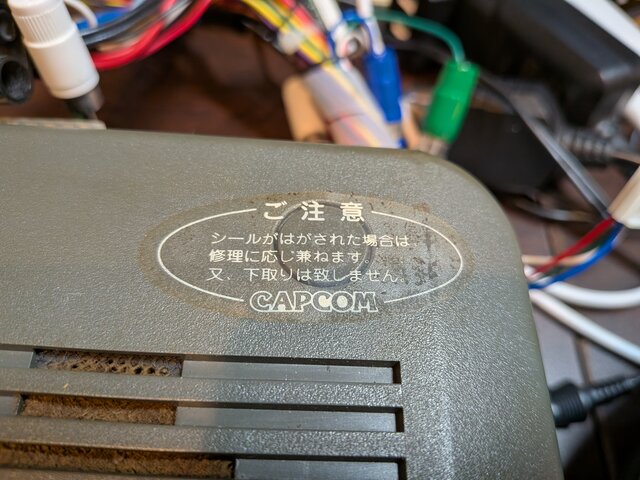 ご注意
シールがはがされた場合は、
修理に応じ兼ねます。
又、下取りは致しません。
CAPCOM